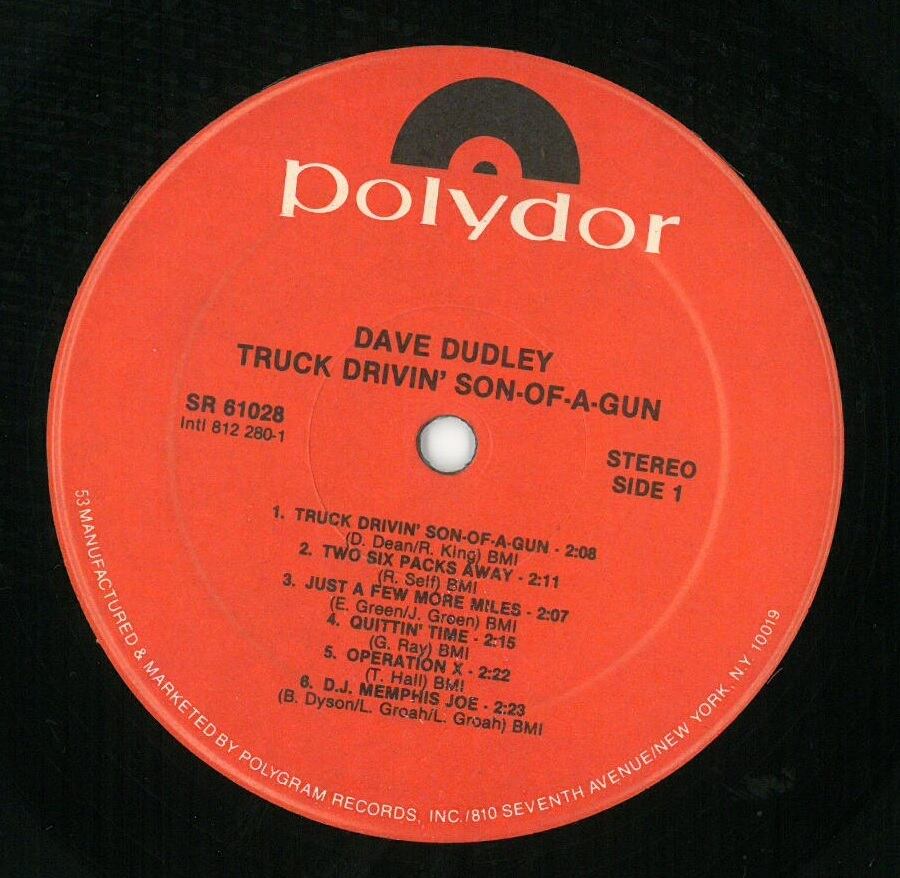 polydor
DAVE DUDLEY
TRUCK DRIVIN' SON-OF-A-GUN
SR 61028
Intl 812 280-1
STEREO
SIDE 1
1. TRUCK DRIVIN' SON-OF-A-GUN - 2:08
(D. Dean/R. King) BMI
2. TWO SIX PACKS AWAY - 2:11
(R. Self) BMI
3. JUST A FEW MORE MILES - 2:07
(E. Green/J. Green) BMI
4. QUITTIN' TIME - 2:15
(G. Ray) BMI
5. OPERATION X - 2:22
(T. Hall) BMI
6. D.J. MEMPHIS JOE - 2:23
(B. Dyson/L. Groah/L. Groah) BMI
53 MANUFACTURED & MARKETED BY POLYGRAM RECORDS, INC./810 SEVENTH AVENUE/NEW YORK, N.Y. 10019